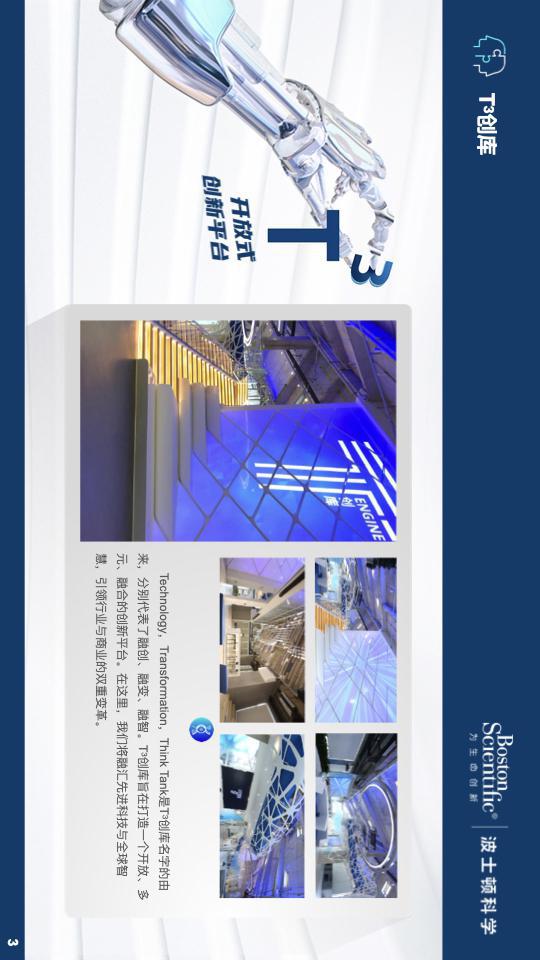 T³创库
Boston
Scientific®
为生命创新
波士顿科学
T³
开放式
创新平台
ENGINE
创库
Technology, Transformation, Think Tank是T³创库名字的由
来，分别代表了融创、融变、融智。T³创库旨在打造一个开放、多
元、融合的创新平台。在这里，我们将融汇先进科技与全球智
慧，引领行业与商业的双重变革。
3